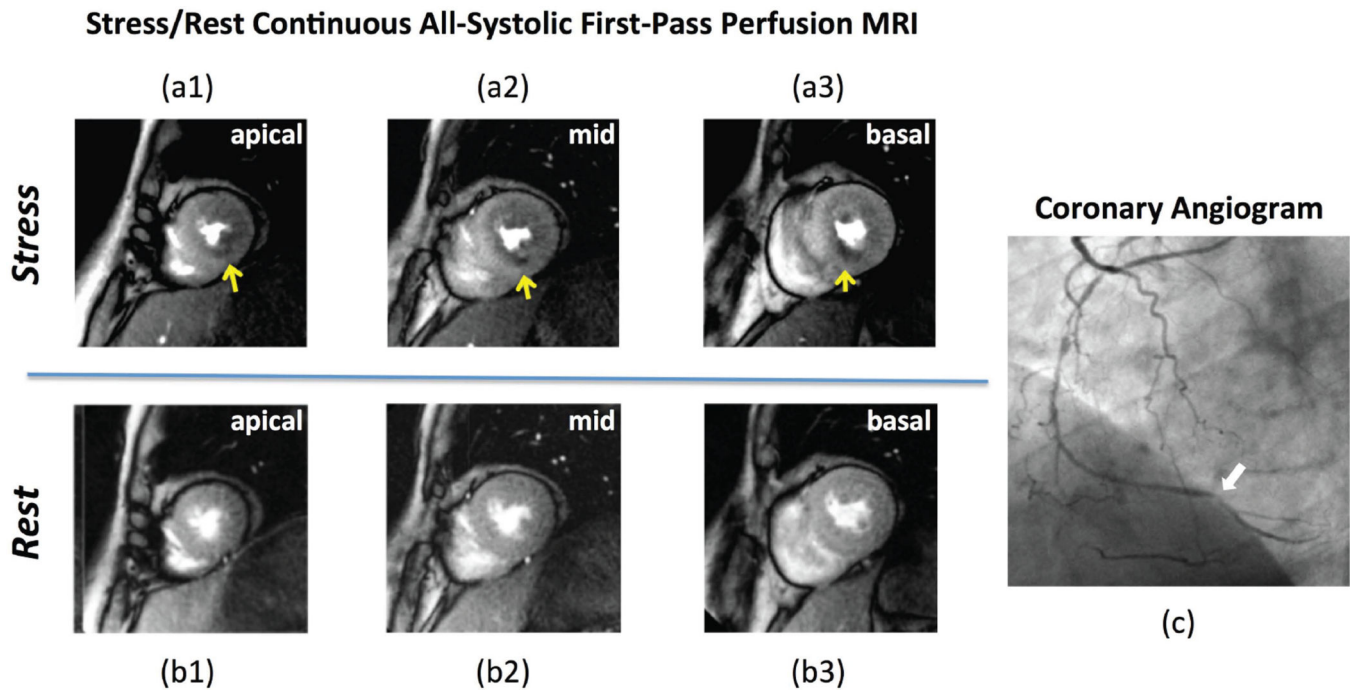 Stress/Rest Continuous All-Systolic First-Pass Perfusion MRI
(a1)
(a2)
(a3)
apical
mid
basal
Stress
Coronary Angiogram
apical
mid
basal
Rest
(b1)
(b2)
(b3)
(c)